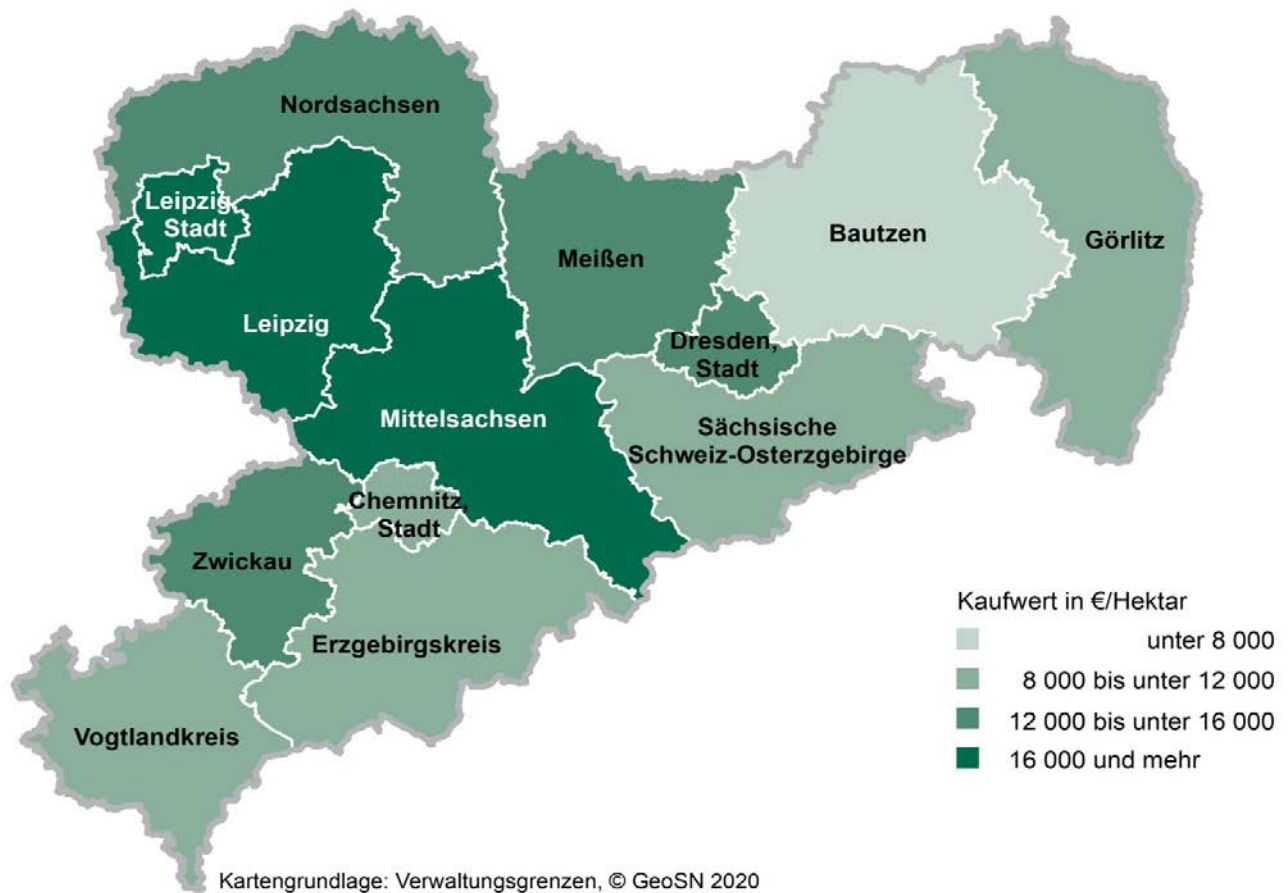 Nordsachsen
Leipzig,
Stadt
Leipzig
Meißen
Bautzen
Görlitz
Dresden,
Stadt
Mittelsachsen
Sächsische
Schweiz-Osterzgebirge
Chemnitz,
Stadt
Zwickau
Erzgebirgskreis
Vogtlandkreis
Kaufwert in €/Hektar
unter 8 000
8 000 bis unter 12 000
12 000 bis unter 16 000
16 000 und mehr
Kartengrundlage: Verwaltungsgrenzen, © GeoSN 2020